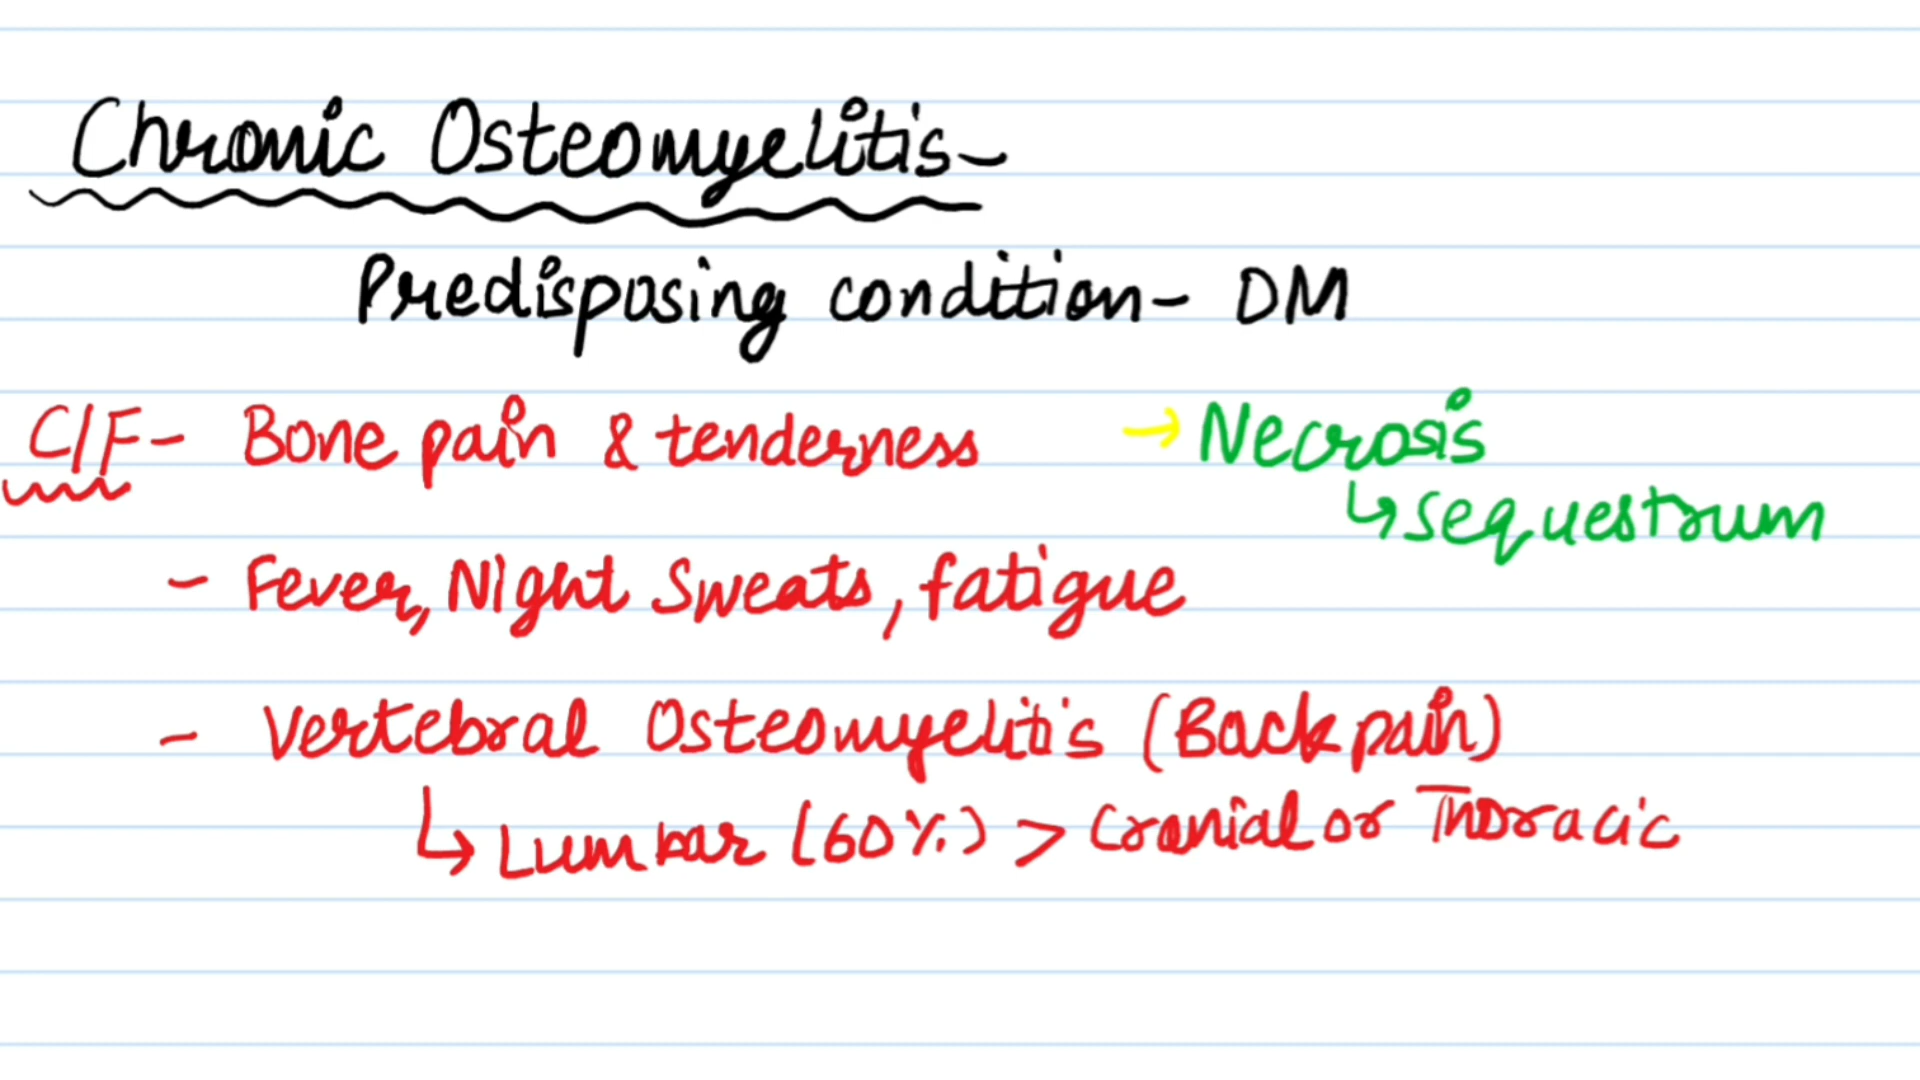 Chronic Osteomyelitis-
Predisposing condition- DM
C/F- Bone pain & tenderness → Necrosis
↳ sequestrum
- Fever, Night Sweats, fatigue
- Vertebral Osteomyelitis (Back pain)
↳ Lumbar (60%) > Cranial or Thoracic